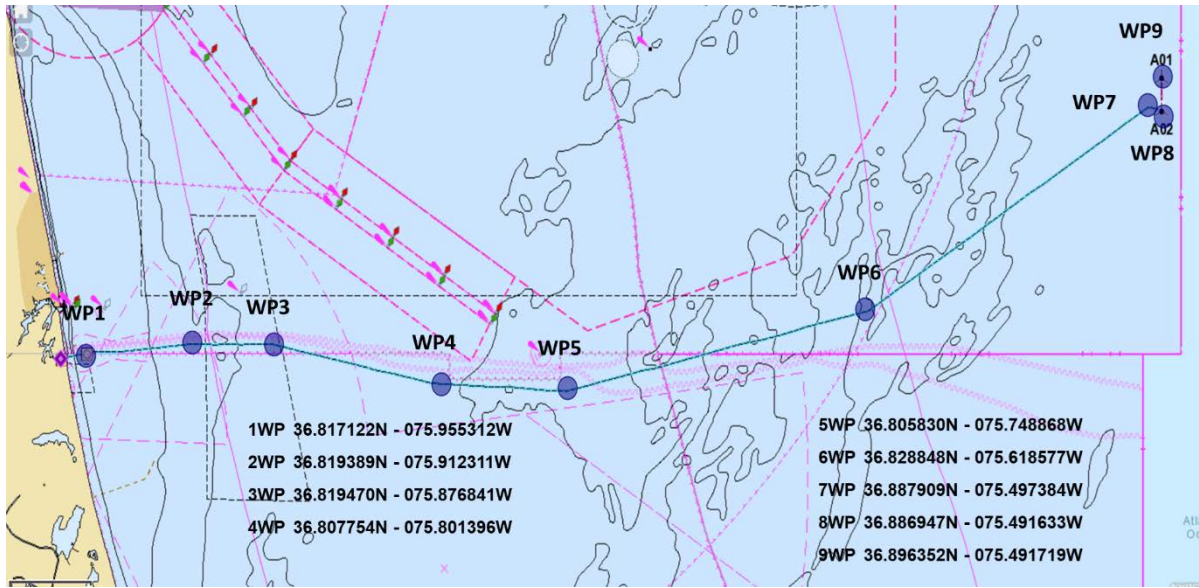 WP9
A01
WP7
A02
WP8
WP6
WP1
WP2
WP3
WP4
WP5
1WP 36.817122N - 075.955312W
2WP 36.819389N - 075.912311W
3WP 36.819470N - 075.876841W
4WP 36.807754N - 075.801396W
5WP 36.805830N - 075.748868W
6WP 36.828848N - 075.618577W
7WP 36.887909N - 075.497384W
8WP 36.886947N - 075.491633W
9WP 36.896352N - 075.491719W